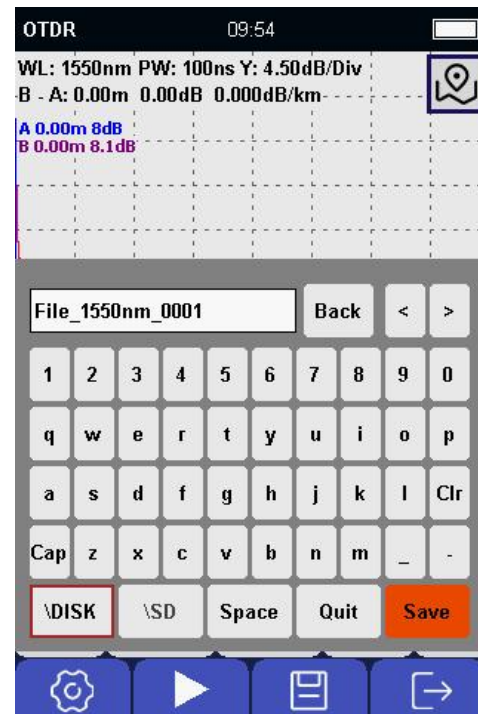 OTDR 09:54
WL: 1550nm PW: 100ns Y: 4.50dB/Div
B - A: 0.00m 0.00dB 0.000dB/km
A 0.00m 8dB
B 0.00m 8.1dB
File_1550nm_0001 Back < >
1 2 3 4 5 6 7 8 9 0
q w e r t y u i o p
a s d f g h j k l Clr
Cap z x c v b n m _ -
\DISK \SD Space Quit Save